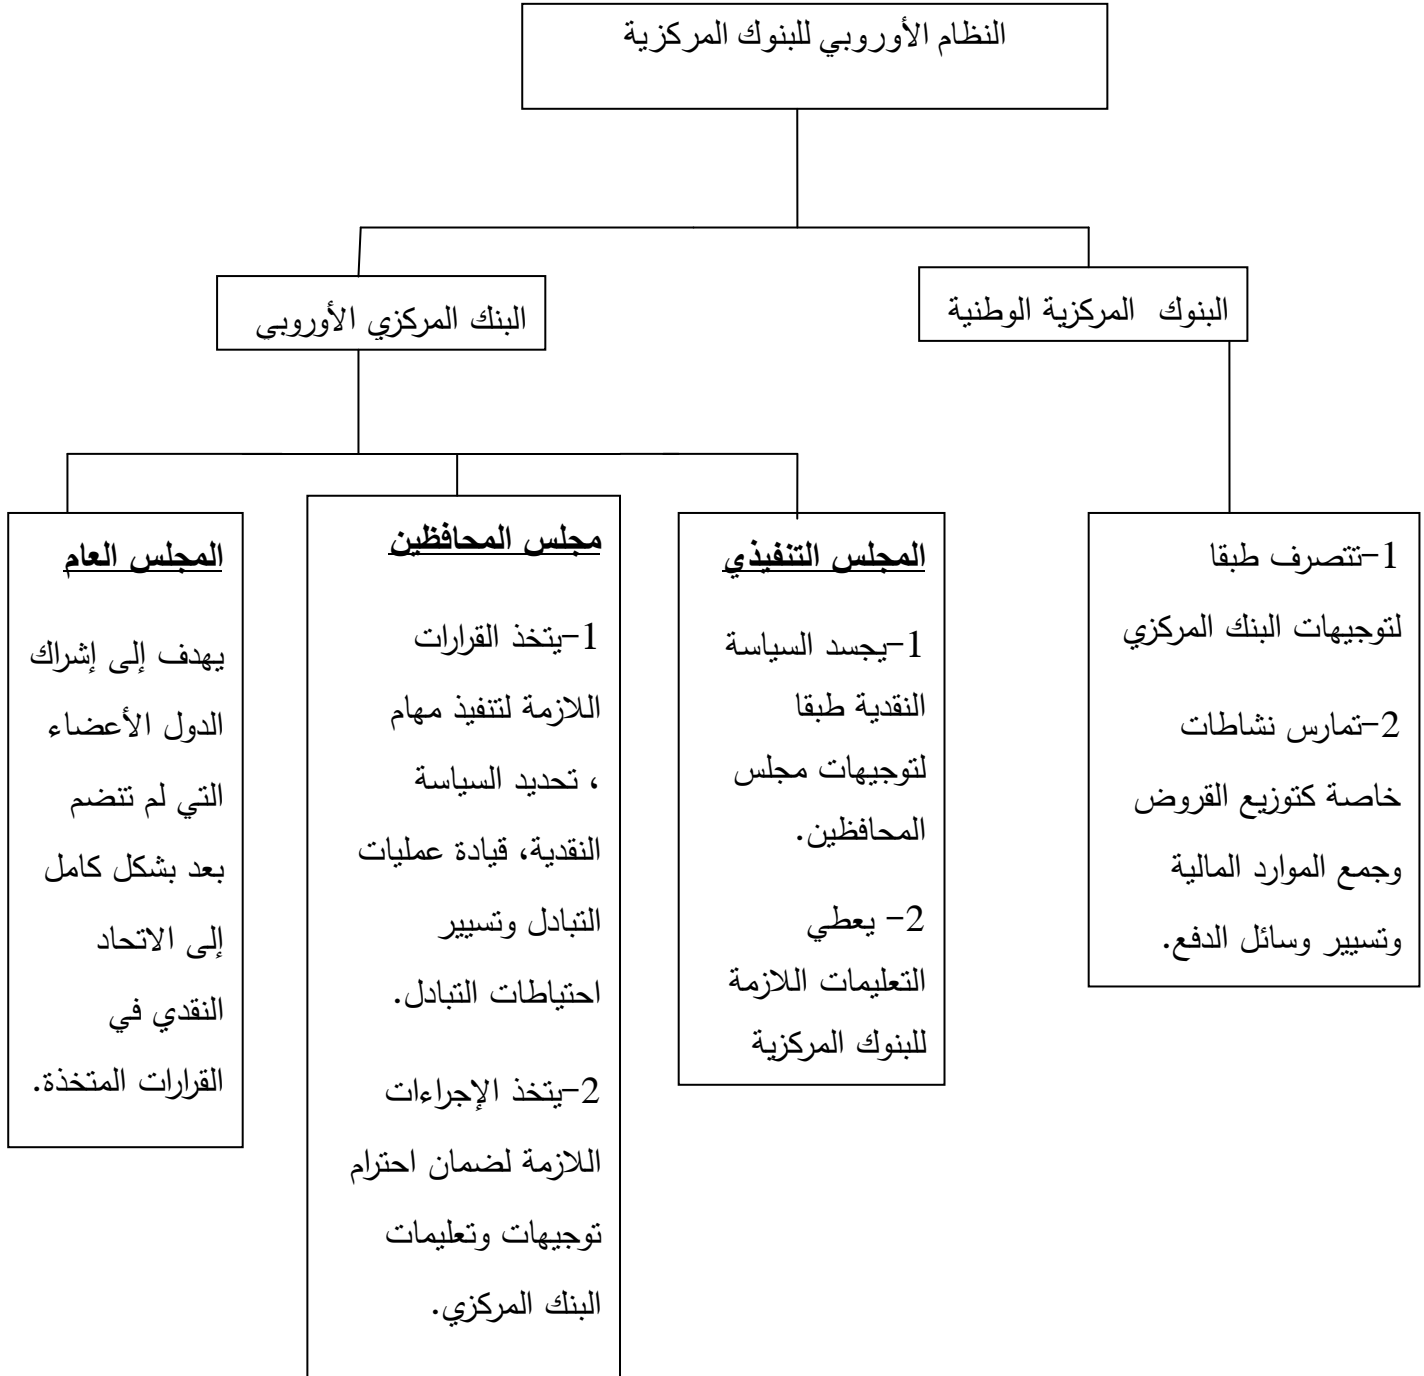 النظام الأوروبي للبنوك المركزية
البنوك المركزية الوطنية
البنك المركزي الأوروبي
1-تتصرف طبقا
لتوجيهات البنك المركزي
2-تمارس نشاطات
خاصة كتوزيع القروض
وجمع الموارد المالية
وتسيير وسائل الدفع.
المجلس التنفيذي
1-يجسد السياسة
النقدية طبقا
لتوجيهات مجلس
المحافظين.
2- يعطي
التعليمات اللازمة
للبنوك المركزية
مجلس المحافظين
1-يتخذ القرارات
اللازمة لتنفيذ مهام
، تحديد السياسة
النقدية، قيادة عمليات
التبادل وتسيير
احتياطات التبادل.
2-يتخذ الإجراءات
اللازمة لضمان احترام
توجيهات وتعليمات
البنك المركزي.
المجلس العام
يهدف إلى إشراك
الدول الأعضاء
التي لم تتضم
بعد بشكل كامل
إلى الاتحاد
النقدي في
القرارات المتخذة.